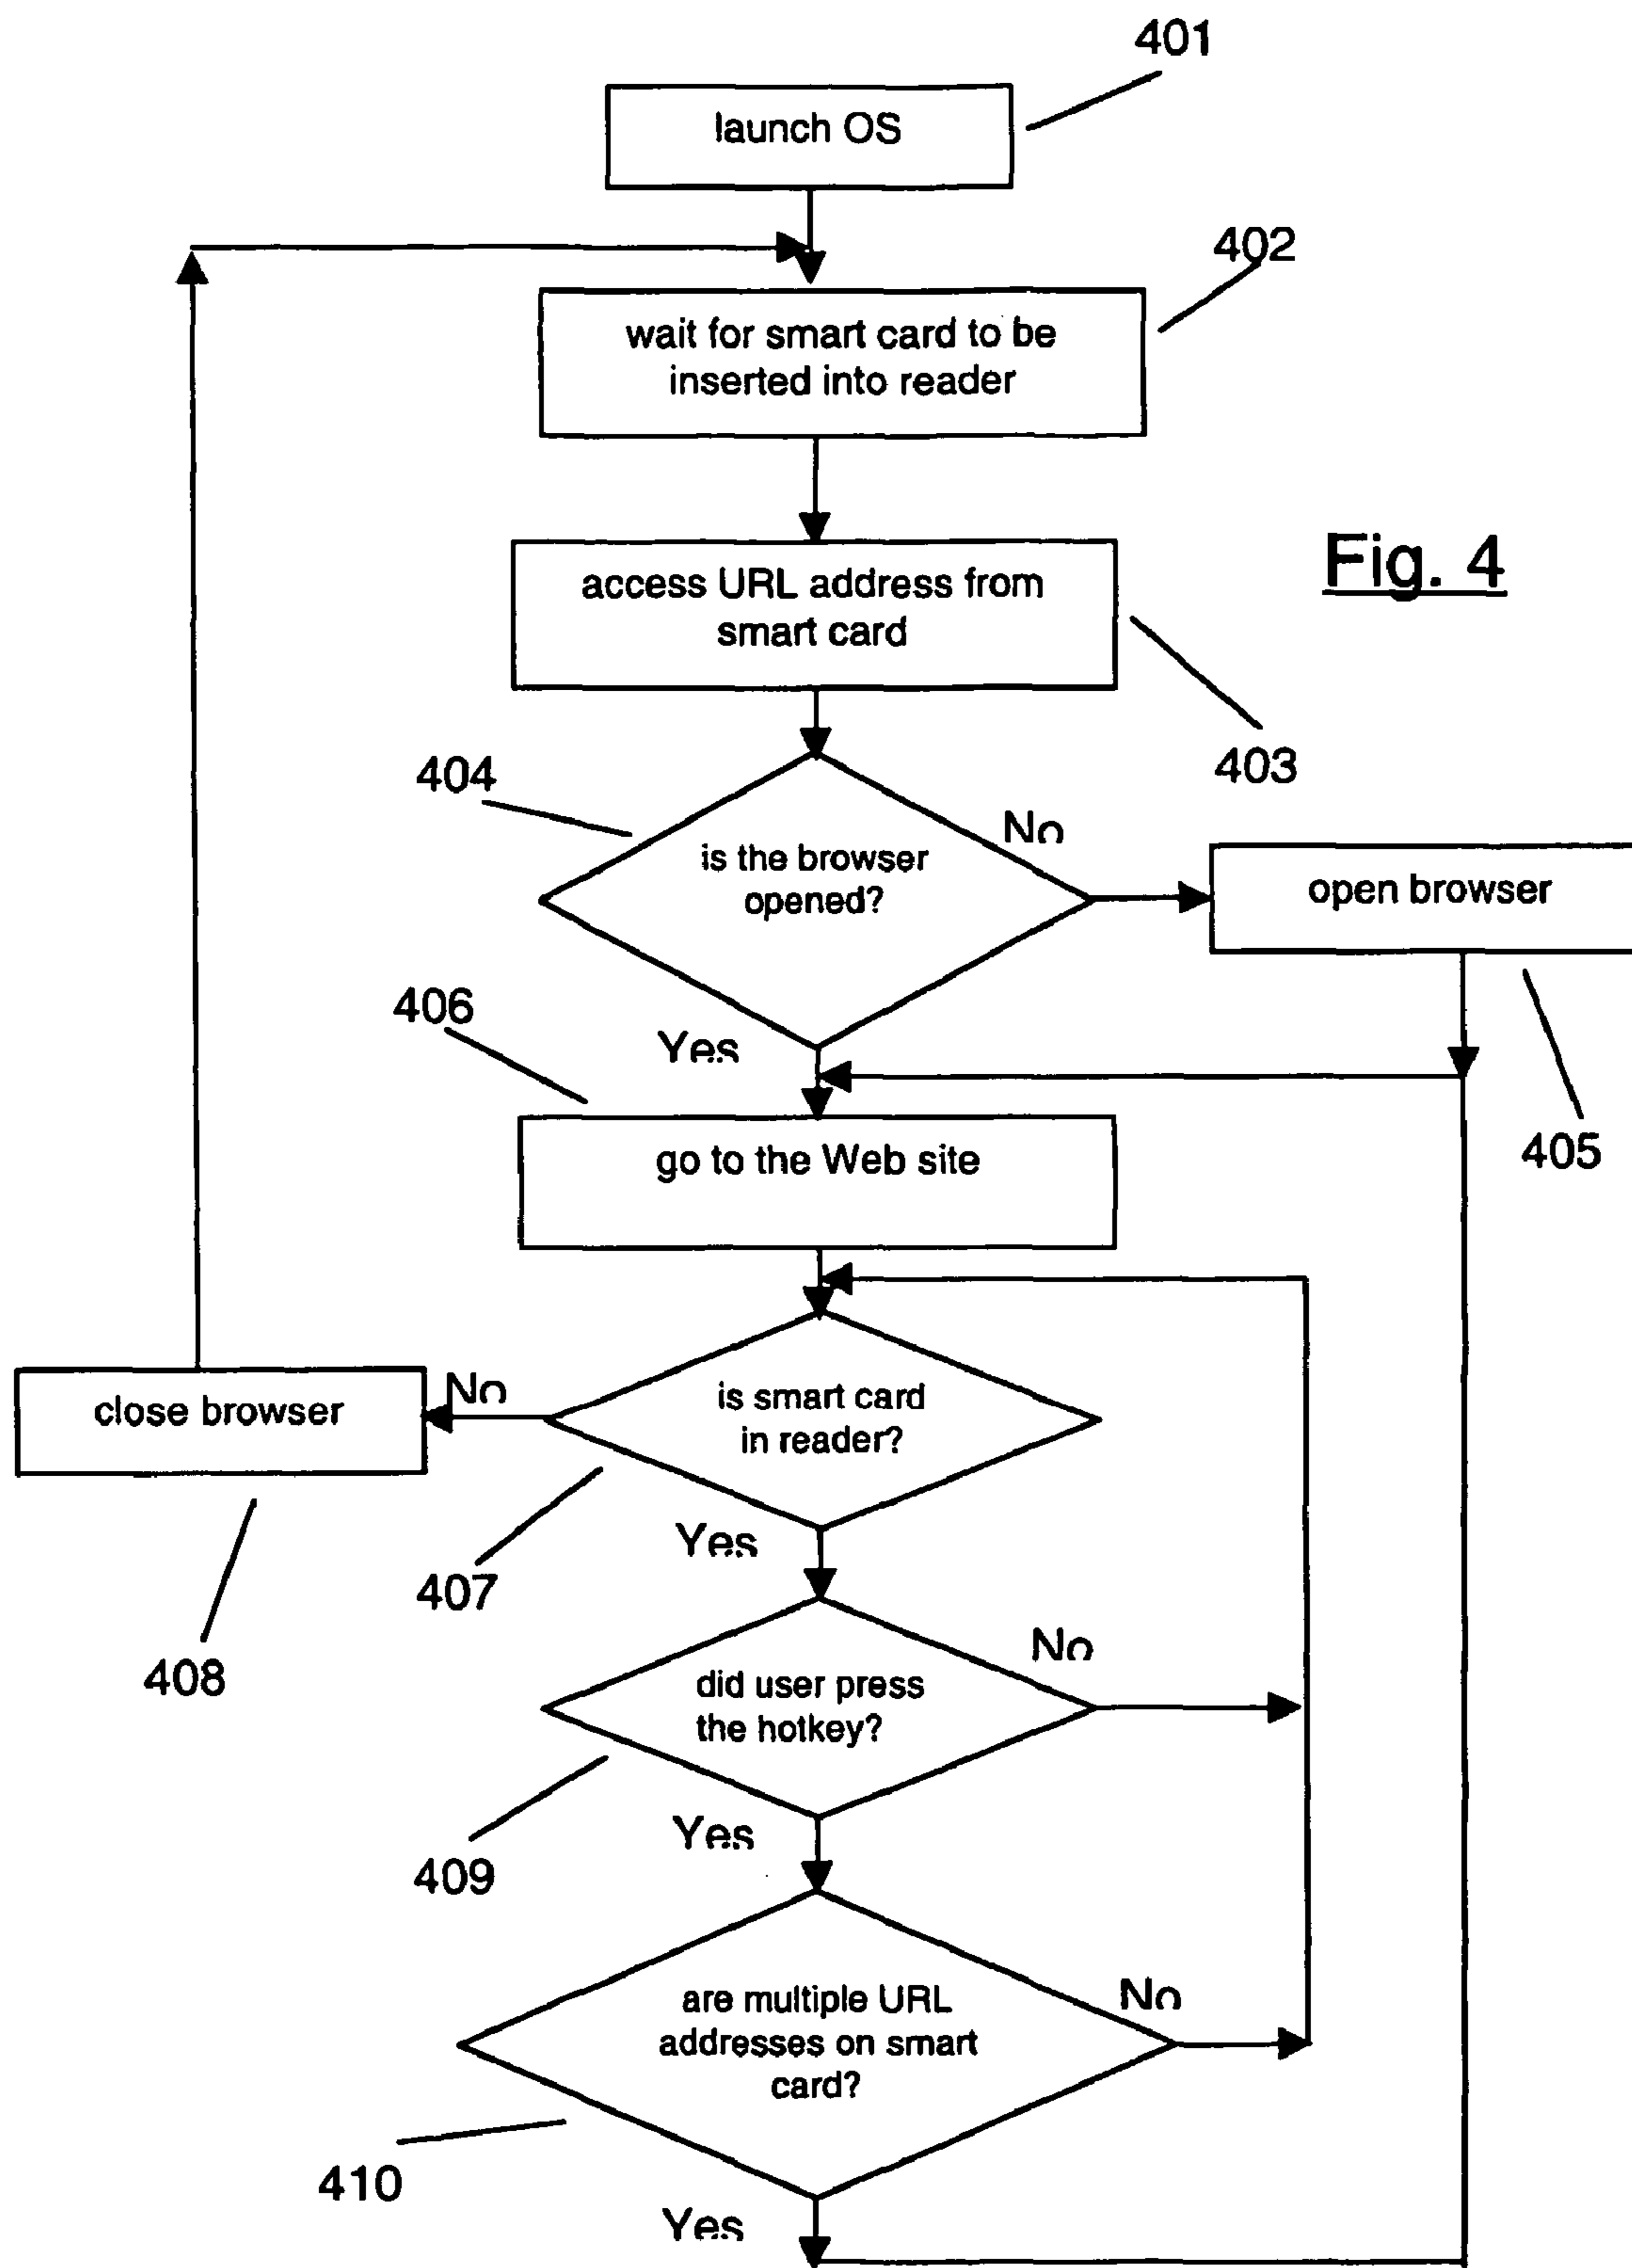 401
launch OS
402
wait for smart card to be
inserted into reader
Fig. 4
access URL address from
smart card
403
404
No
is the browser
opened?
open browser
406
Yes
405
go to the Web site
No
close browser
is smart card
in reader?
Yes
407
408
No
did user press
the hotkey?
Yes
409
No
are multiple URL
addresses on smart
card?
410
Yes